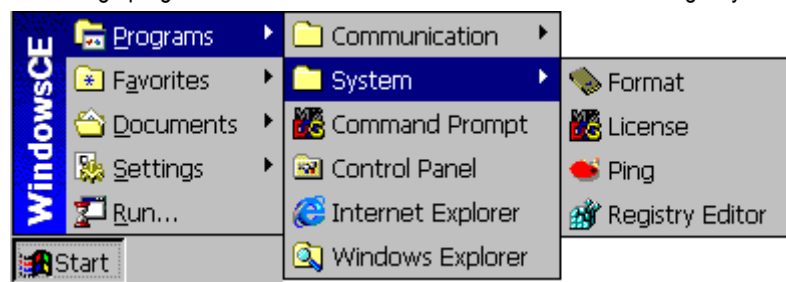 WindowsCE
Programs
Favorites
Documents
Settings
Run...
Start
Communication
System
Command Prompt
Control Panel
Internet Explorer
Windows Explorer
Format
License
Ping
Registry Editor